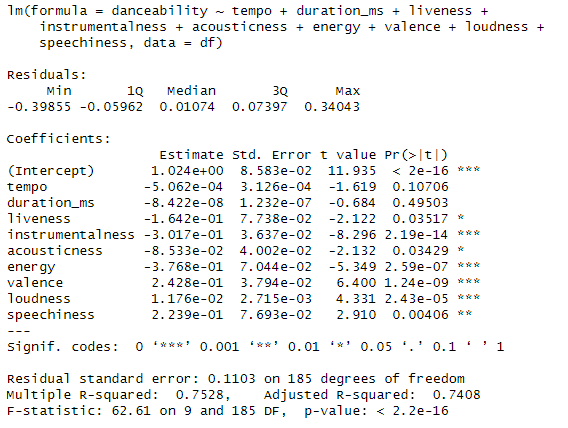 lm(formula = danceability ~ tempo + duration_ms + liveness +
    instrumentalness + acousticness + energy + valence + loudness +
    speechiness, data = df)

Residuals:
     Min       1Q   Median       3Q      Max
-0.39855 -0.05962  0.01074  0.07397  0.34043

Coefficients:
                   Estimate Std. Error t value Pr(>|t|)
(Intercept)       1.024e+00  8.583e-02  11.935  < 2e-16 ***
tempo            -5.062e-04  3.126e-04  -1.619  0.10706
duration_ms      -8.422e-08  1.232e-07  -0.684  0.49503
liveness         -1.642e-01  7.738e-02  -2.122  0.03517 *
instrumentalness -3.017e-01  3.637e-02  -8.296 2.19e-14 ***
acousticness     -8.533e-02  4.002e-02  -2.132  0.03429 *
energy           -3.768e-01  7.044e-02  -5.349 2.59e-07 ***
valence           2.428e-01  3.794e-02   6.400 1.24e-09 ***
loudness          1.176e-02  2.715e-03   4.331 2.43e-05 ***
speechiness       2.239e-01  7.693e-02   2.910  0.00406 **
---
Signif. codes:  0 ‘***’ 0.001 ‘**’ 0.01 ‘*’ 0.05 ‘.’ 0.1 ‘ ’ 1

Residual standard error: 0.1103 on 185 degrees of freedom
Multiple R-squared:  0.7528,    Adjusted R-squared:  0.7408
F-statistic: 62.61 on 9 and 185 DF,  p-value: < 2.2e-16